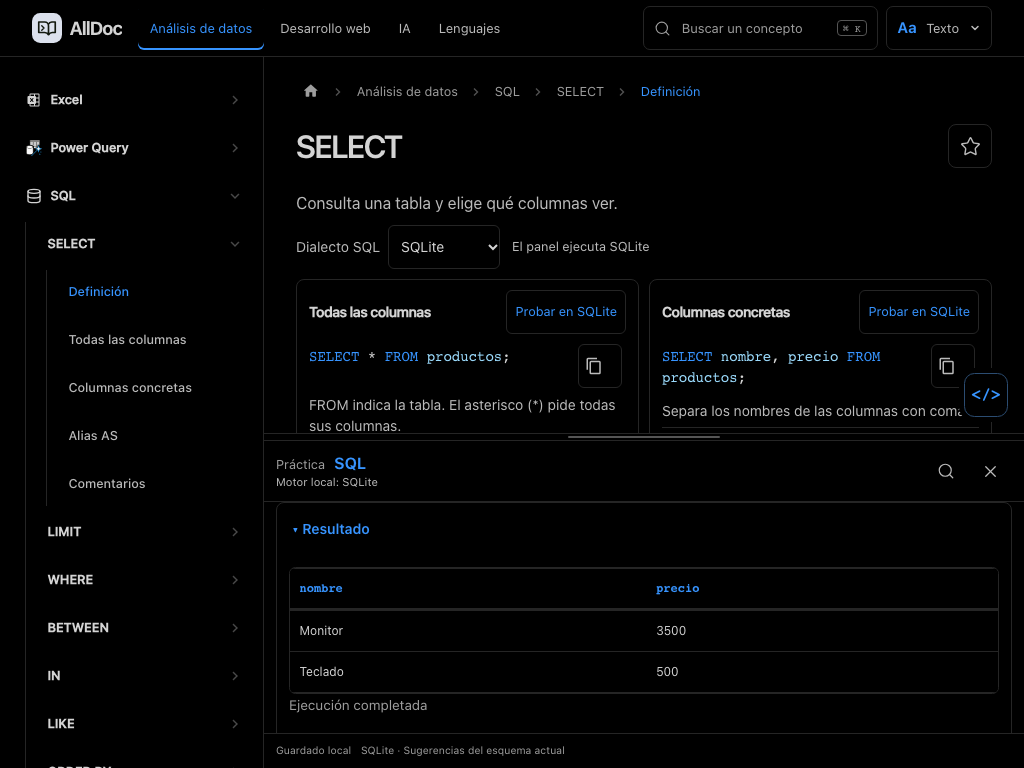 AllDoc
Análisis de datos
Desarrollo web
IA
Lenguajes
Buscar un concepto
⌘ K
Aa Texto
Excel
Power Query
SQL
SELECT
Definición
Todas las columnas
Columnas concretas
Alias AS
Comentarios
LIMIT
WHERE
BETWEEN
IN
LIKE
Análisis de datos > SQL > SELECT > Definición
SELECT
Consulta una tabla y elige qué columnas ver.
Dialecto SQL SQLite El panel ejecuta SQLite
Todas las columnas
Probar en SQLite
SELECT * FROM productos;
FROM indica la tabla. El asterisco (*) pide todas
sus columnas.
Columnas concretas
Probar en SQLite
SELECT nombre, precio FROM
productos;
Separa los nombres de las columnas con
</>
Práctica SQL
Motor local: SQLite
Resultado
nombre precio
Monitor 3500
Teclado 500
Ejecución completada
Guardado local SQLite · Sugerencias del esquema actual